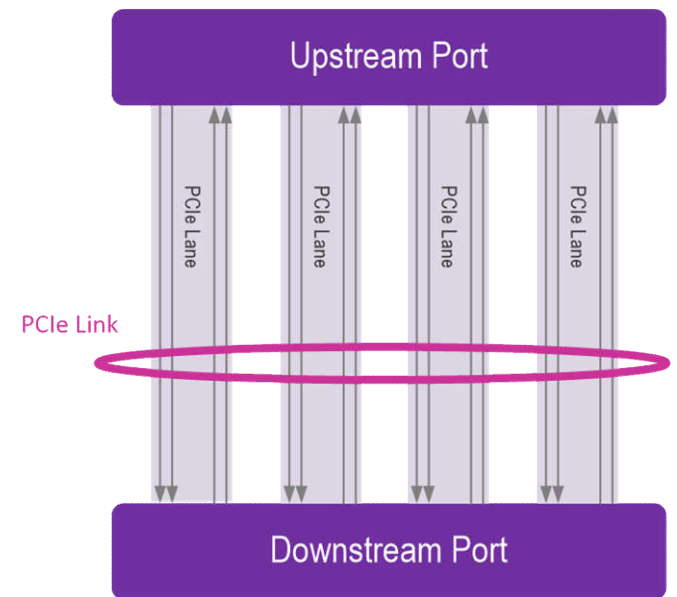 Upstream Port
PCIe Lane
PCIe Lane
PCIe Lane
PCIe Lane
PCIe Link
Downstream Port